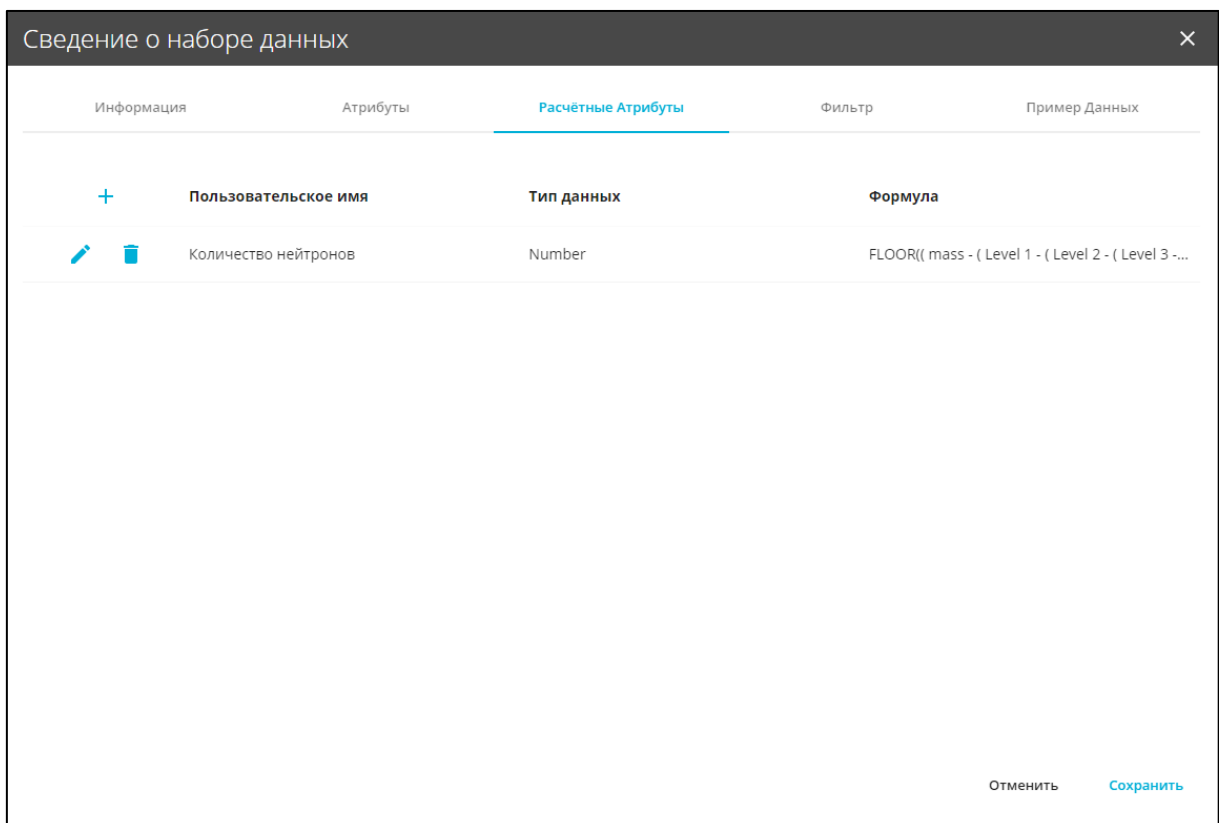 Сведение о наборе данных
Информация Атрибуты Расчётные Атрибуты Фильтр Пример Данных
Пользовательское имя Тип данных Формула
Количество нейтронов Number FLOOR(( mass - ( Level 1 - ( Level 2 - ( Level 3 -...
Отменить Сохранить